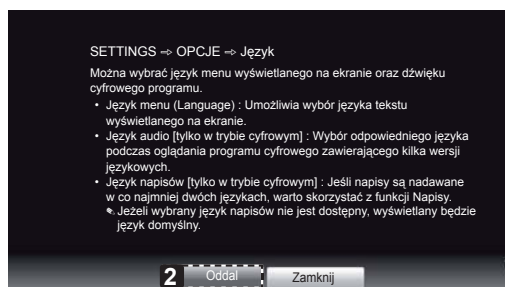 SETTINGS ⇨ OPCJE ⇨ Język
Można wybrać język menu wyświetlanego na ekranie oraz dźwięku
cyfrowego programu.
• Język menu (Language) : Umożliwia wybór języka tekstu
wyświetlanego na ekranie.
• Język audio [tylko w trybie cyfrowym] : Wybór odpowiedniego języka
podczas oglądania programu cyfrowego zawierającego kilka wersji
językowych.
• Język napisów [tylko w trybie cyfrowym] : Jeśli napisy są nadawane
w co najmniej dwóch językach, warto skorzystać z funkcji Napisy.
✎ Jeżeli wybrany język napisów nie jest dostępny, wyświetlany będzie
język domyślny.
2 Oddal Zamknij